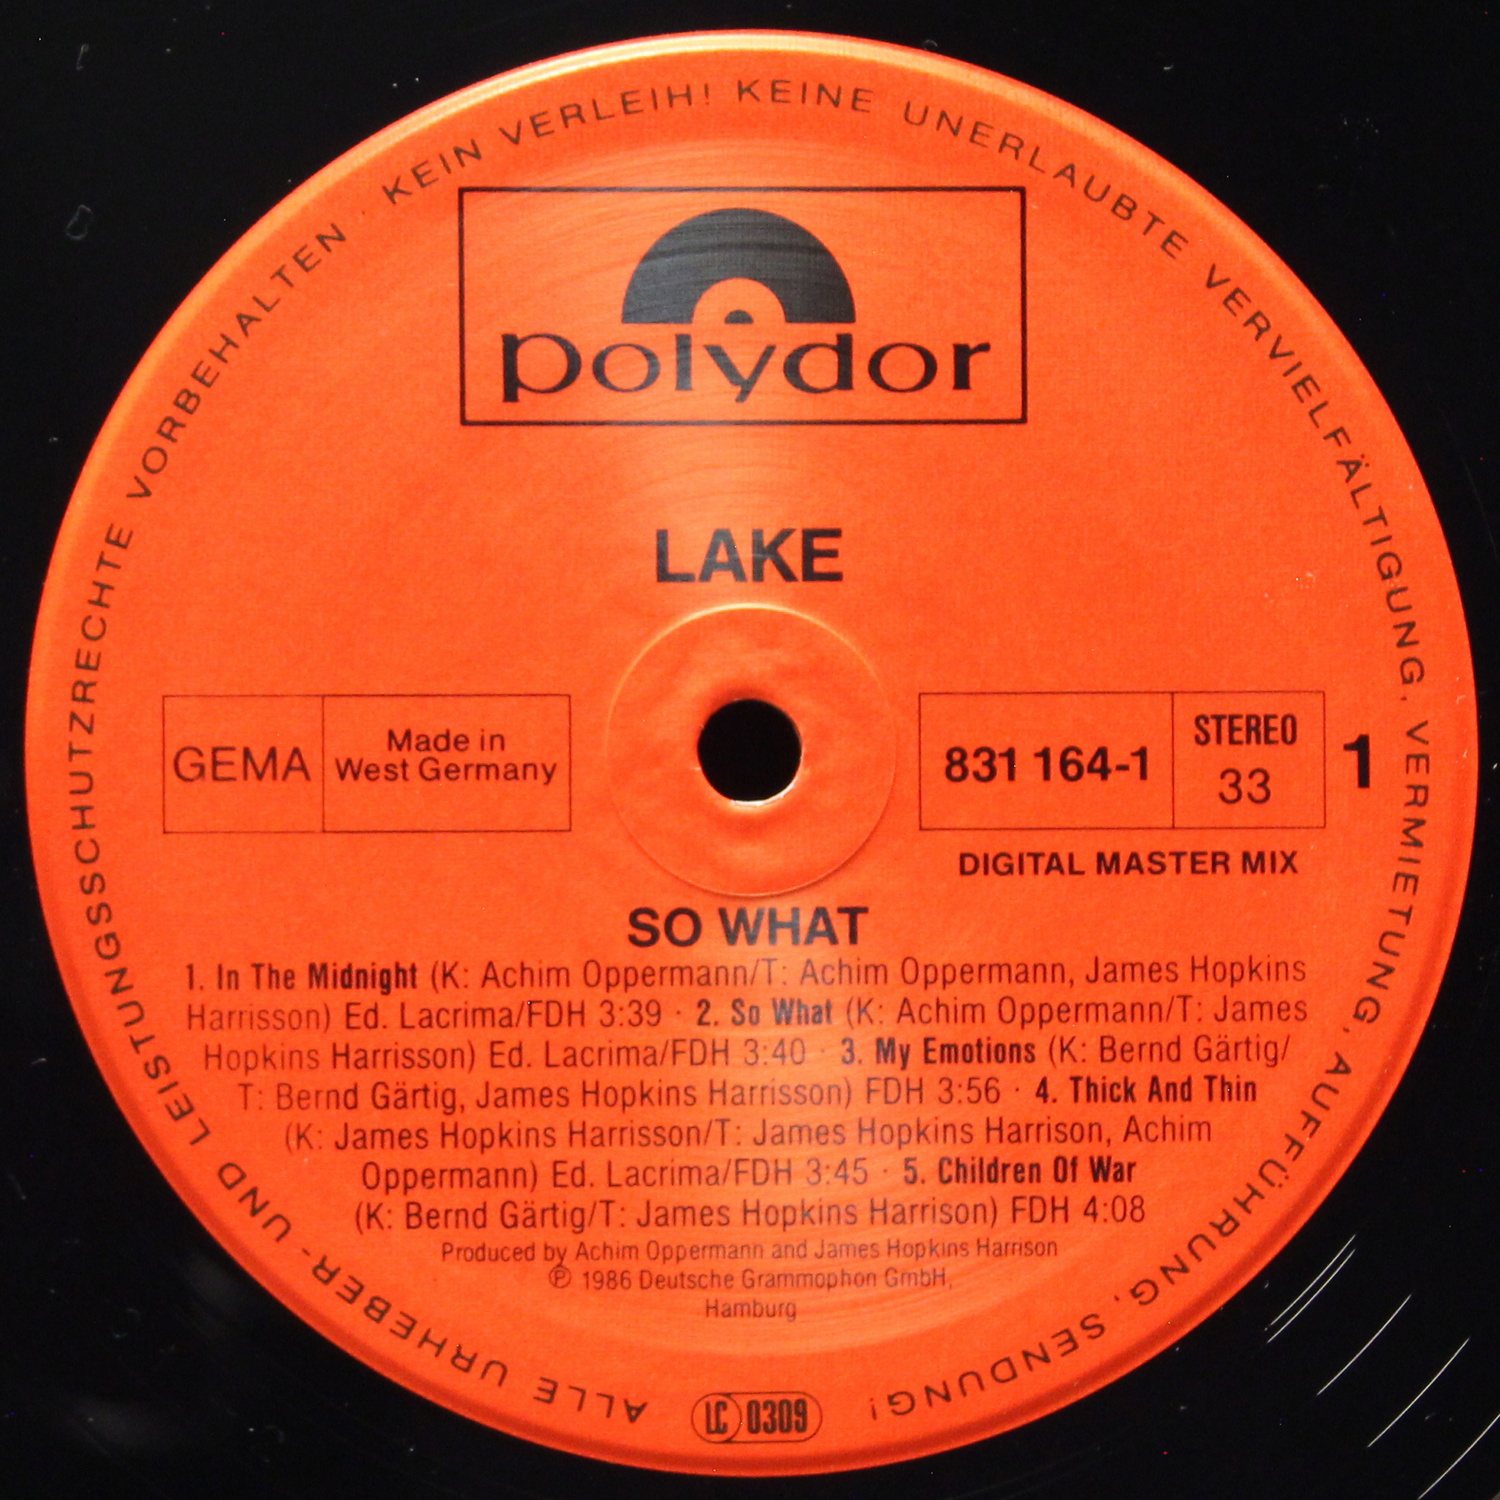 ALLE URHEBER- UND LEISTUNGSSCHUTZRECHTE VORBEHALTEN · KEIN VERLEIH! KEINE UNERLAUBTE VERVIELFÄLTIGUNG, VERMIETUNG, AUFFÜHRUNG, SENDUNG!
polydor
LAKE
GEMA
Made in
West Germany
831 164-1
STEREO
33
1
DIGITAL MASTER MIX
SO WHAT
1. In The Midnight (K: Achim Oppermann/T: Achim Oppermann, James Hopkins
Harrisson) Ed. Lacrima/FDH 3:39 · 2. So What (K: Achim Oppermann/T: James
Hopkins Harrisson) Ed. Lacrima/FDH 3:40 · 3. My Emotions (K: Bernd Gärtig/
T: Bernd Gärtig, James Hopkins Harrisson) FDH 3:56 · 4. Thick And Thin
(K: James Hopkins Harrisson/T: James Hopkins Harrison, Achim
Oppermann) Ed. Lacrima/FDH 3:45 · 5. Children Of War
(K: Bernd Gärtig/T: James Hopkins Harrison) FDH 4:08
Produced by Achim Oppermann and James Hopkins Harrison
℗ 1986 Deutsche Grammophon GmbH,
Hamburg
LC 0309